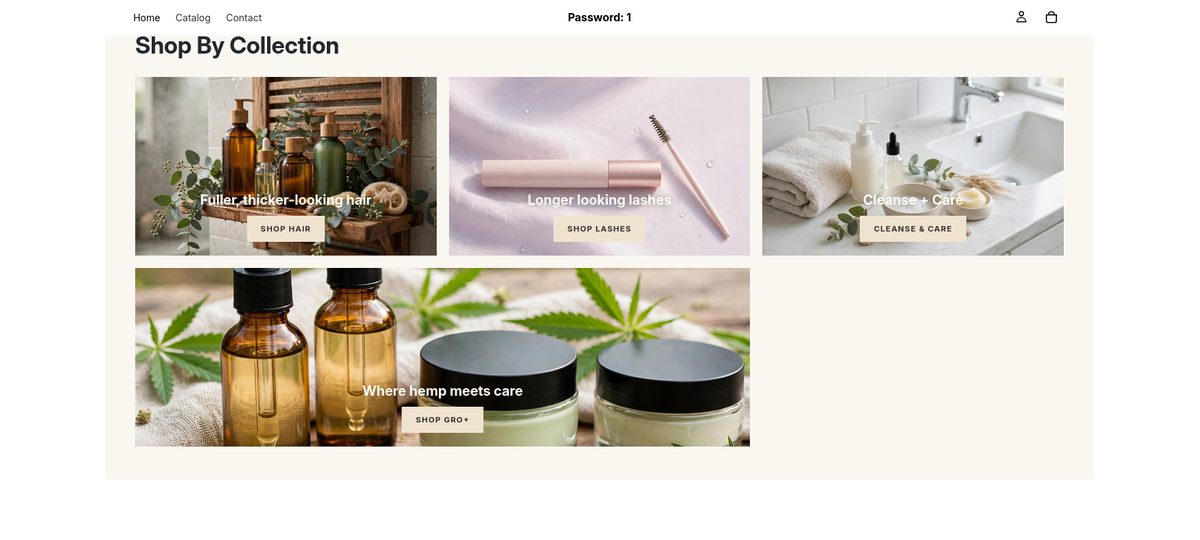 Home Catalog Contact
Password: 1
Shop By Collection
Fuller, thicker-looking hair
SHOP HAIR
Longer looking lashes
SHOP LASHES
Cleanse + Care
CLEANSE & CARE
Where hemp meets care
SHOP GRO+